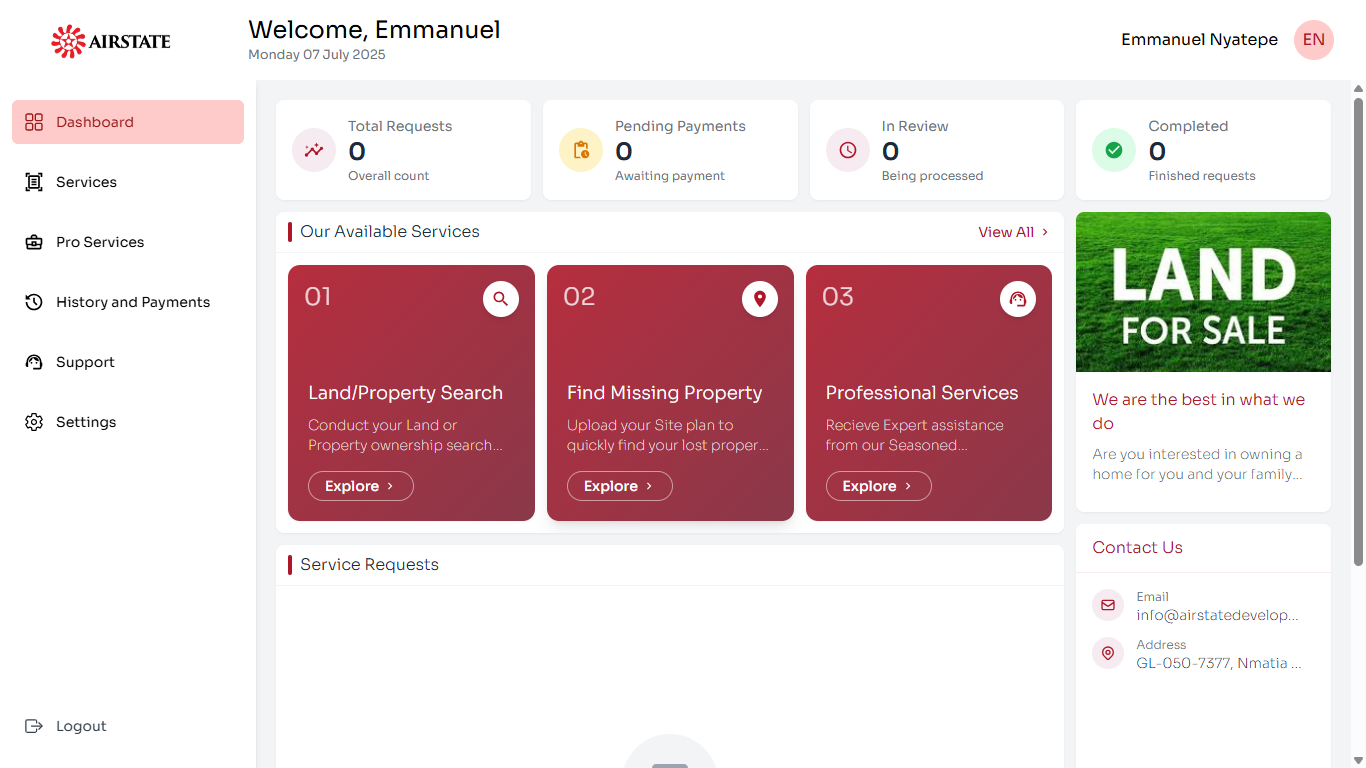 AIRSTATE
Welcome, Emmanuel
Monday 07 July 2025
Emmanuel Nyatepe
EN
Dashboard
Services
Pro Services
History and Payments
Support
Settings
Logout
Total Requests
0
Overall count
Pending Payments
0
Awaiting payment
In Review
0
Being processed
Completed
0
Finished requests
Our Available Services
View All
01
Land/Property Search
Conduct your Land or
Property ownership search...
Explore
02
Find Missing Property
Upload your Site plan to
quickly find your lost proper...
Explore
03
Professional Services
Recieve Expert assistance
from our Seasoned...
Explore
LAND
FOR SALE
We are the best in what we
do
Are you interested in owning a
home for you and your family...
Service Requests
Contact Us
Email
info@airstatedevelop...
Address
GL-050-7377, Nmatia ...